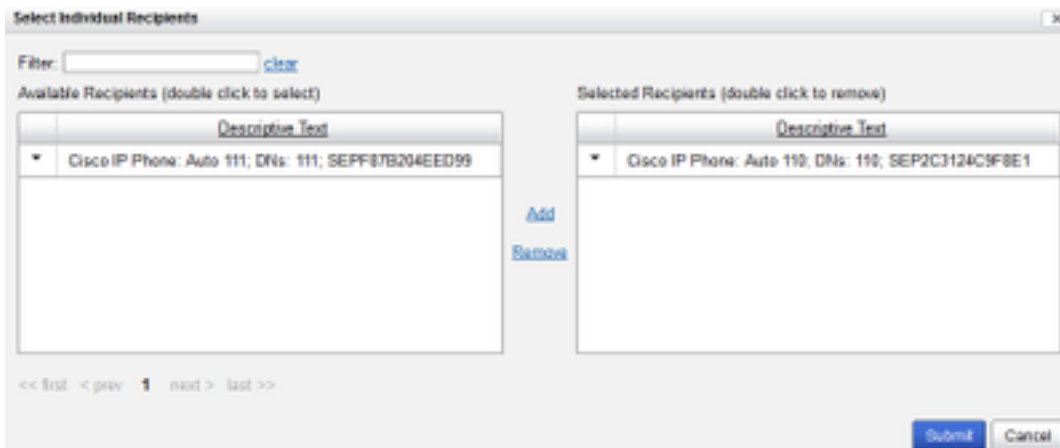 Select Individual Recipients
Filter: clear
Available Recipients (double click to select)
Descriptive Text
Cisco IP Phone: Auto 111; DNs: 111; SEPF87B204EED99
Add
Remove
Selected Recipients (double click to remove)
Descriptive Text
Cisco IP Phone: Auto 110; DNs: 110; SEP2C3124C9F8E1
<< first < prev 1 next > last >>
Submit Cancel